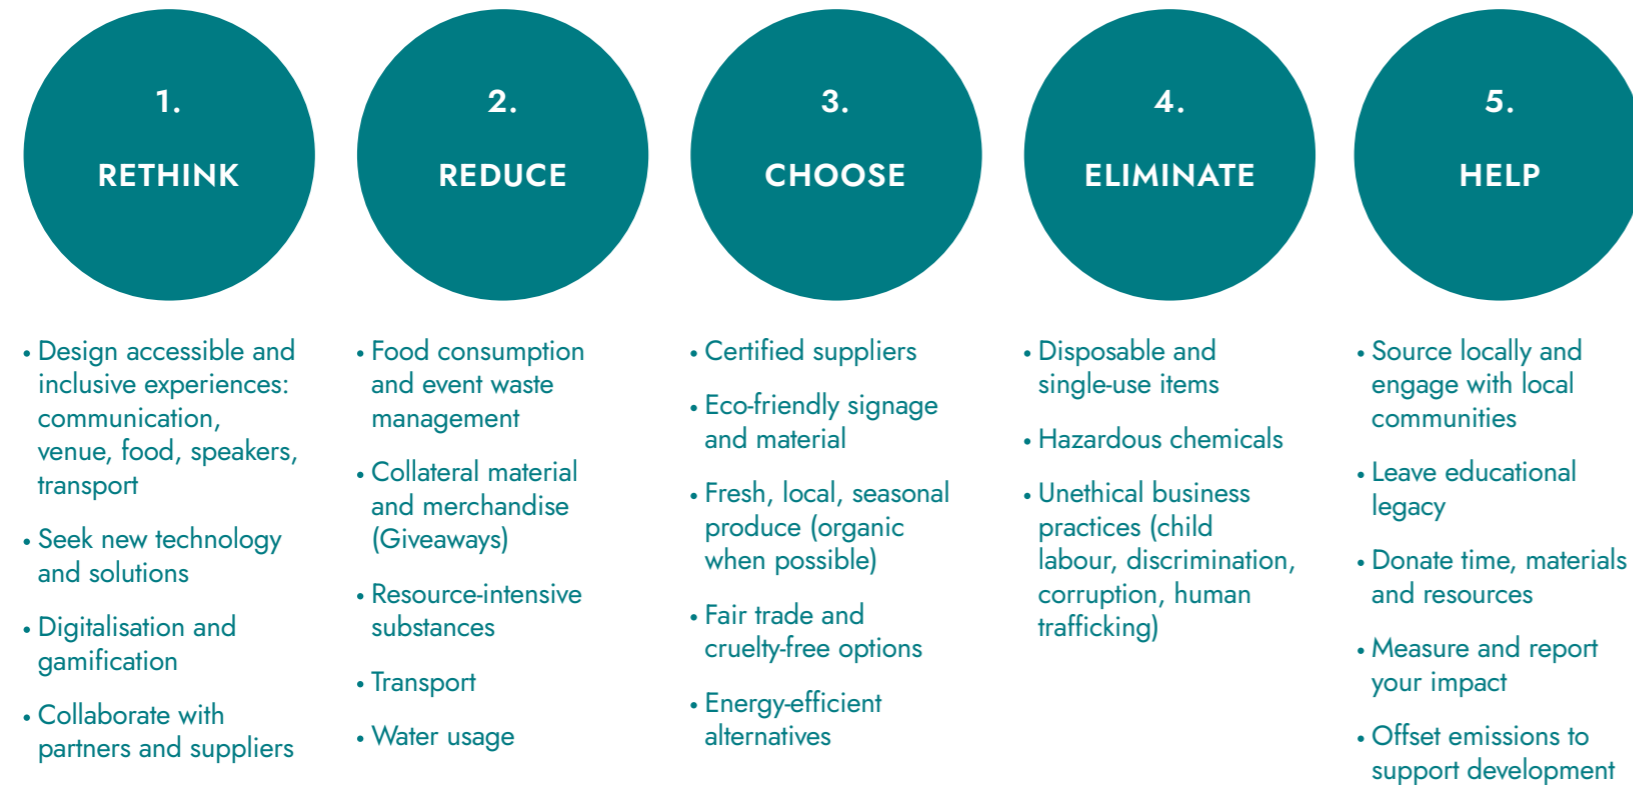 1.
RETHINK
• Design accessible and
inclusive experiences:
communication,
venue, food, speakers,
transport
• Seek new technology
and solutions
• Digitalisation and
gamification
• Collaborate with
partners and suppliers
2.
REDUCE
• Food consumption
and event waste
management
• Collateral material
and merchandise
(Giveaways)
• Resource-intensive
substances
• Transport
• Water usage
3.
CHOOSE
• Certified suppliers
• Eco-friendly signage
and material
• Fresh, local, seasonal
produce (organic
when possible)
• Fair trade and
cruelty-free options
• Energy-efficient
alternatives
4.
ELIMINATE
• Disposable and
single-use items
• Hazardous chemicals
• Unethical business
practices (child
labour, discrimination,
corruption, human
trafficking)
5.
HELP
• Source locally and
engage with local
communities
• Leave educational
legacy
• Donate time, materials
and resources
• Measure and report
your impact
• Offset emissions to
support development